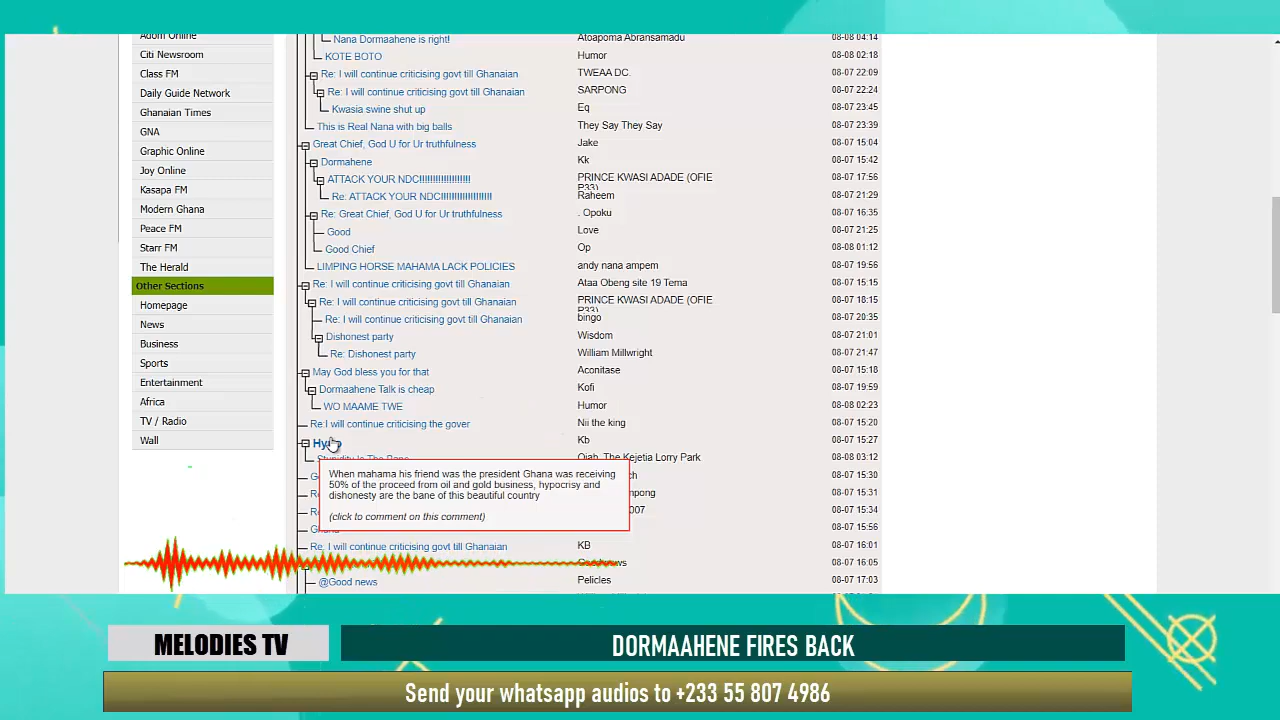 Adom Online
Citi Newsroom
Class FM
Daily Guide Network
Ghanaian Times
GNA
Graphic Online
Joy Online
Kasapa FM
Modern Ghana
Peace FM
Starr FM
The Herald
Other Sections
Homepage
News
Business
Sports
Entertainment
Africa
TV / Radio
Wall
Nana Dormaahene is right! Atoapoma Abransamadu 08-08 04:14
KOTE BOTO Humor 08-08 02:18
Re: I will continue criticising govt till Ghanaian TWEAA DC. 08-07 22:09
Re: I will continue criticising govt till Ghanaian SARPONG 08-07 22:24
Kwasia swine shut up Eq 08-07 23:45
This is Real Nana with big balls They Say They Say 08-07 23:39
Great Chief, God U for Ur truthfulness Jake 08-07 15:04
Dormahene Kk 08-07 15:42
ATTACK YOUR NDC!!!!!!!!!!!!!!!!!!! PRINCE KWASI ADADE (OFIE P33) 08-07 17:56
Re: ATTACK YOUR NDC!!!!!!!!!!!!!!!!!!! Raheem 08-07 21:29
Re: Great Chief, God U for Ur truthfulness . Opoku 08-07 16:35
Good Love 08-07 21:25
Good Chief Op 08-08 01:12
LIMPING HORSE MAHAMA LACK POLICIES andy nana ampem 08-07 19:56
Re: I will continue criticising govt till Ghanaian Ataa Obeng site 19 Tema 08-07 15:15
Re: I will continue criticising govt till Ghanaian PRINCE KWASI ADADE (OFIE P33) 08-07 18:15
Re: I will continue criticising govt till Ghanaian bingo 08-07 20:35
Dishonest party Wisdom 08-07 21:01
Re: Dishonest party William Millwright 08-07 21:47
May God bless you for that Aconitase 08-07 15:18
Dormaahene Talk is cheap Kofi 08-07 19:59
WO MAAME TWE Humor 08-08 02:23
Re:I will continue criticising the gover Nii the king 08-07 15:20
Kb 08-07 15:27
Stupidity Is The Bane Ojah, The Kejetia Lorry Park 08-08 03:12
08-07 15:30
08-07 15:31
08-07 15:34
08-07 15:56
When mahama his friend was the president Ghana was receiving
50% of the proceed from oil and gold business, hypocrisy and
dishonesty are the bane of this beautiful country
(click to comment on this comment)
Re: I will continue criticising govt till Ghanaian KB 08-07 16:01
08-07 16:05
@Good news Pelicles 08-07 17:03
MELODIES TV
DORMAAHENE FIRES BACK
Send your whatsapp audios to +233 55 807 4986